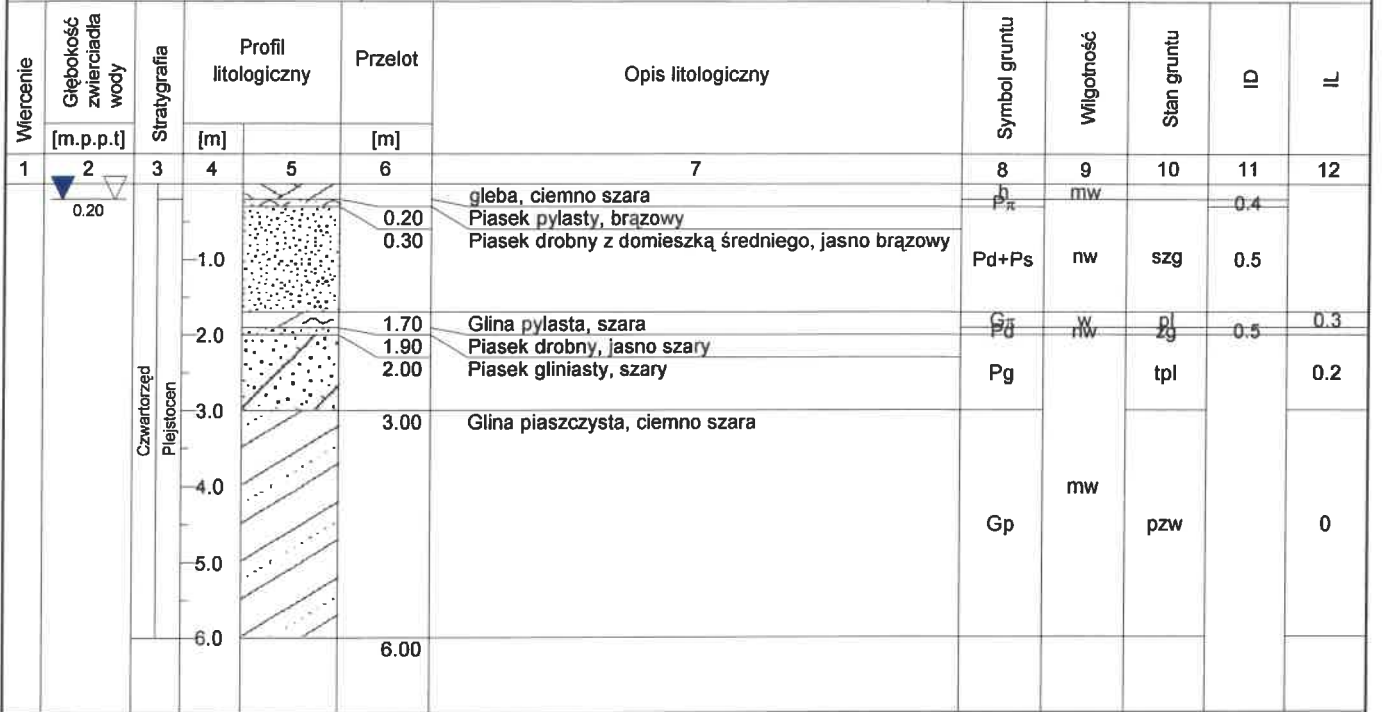 Wiercenie
Głębokość zwierciadła wody
[m.p.p.t]
Stratygrafia
Profil litologiczny
[m]
Przelot
[m]
Opis litologiczny
Symbol gruntu
Wilgotność
Stan gruntu
ID
IL
1 2 3 4 5 6 7 8 9 10 11 12
0.20
Czwartorzęd
Plejstocen
gleba, ciemno szara h mw
0.20 Piasek pylasty, brązowy Pπ 0.4
0.30 Piasek drobny z domieszką średniego, jasno brązowy
1.0 Pd+Ps nw szg 0.5
1.70 Glina pylasta, szara Gπ w pl 0.3
2.0 1.90 Piasek drobny, jasno szary Pd nw zg 0.5
2.00 Piasek gliniasty, szary Pg tpl 0.2
3.0 3.00 Glina piaszczysta, ciemno szara
4.0 mw
Gp pzw 0
5.0
6.0 6.00